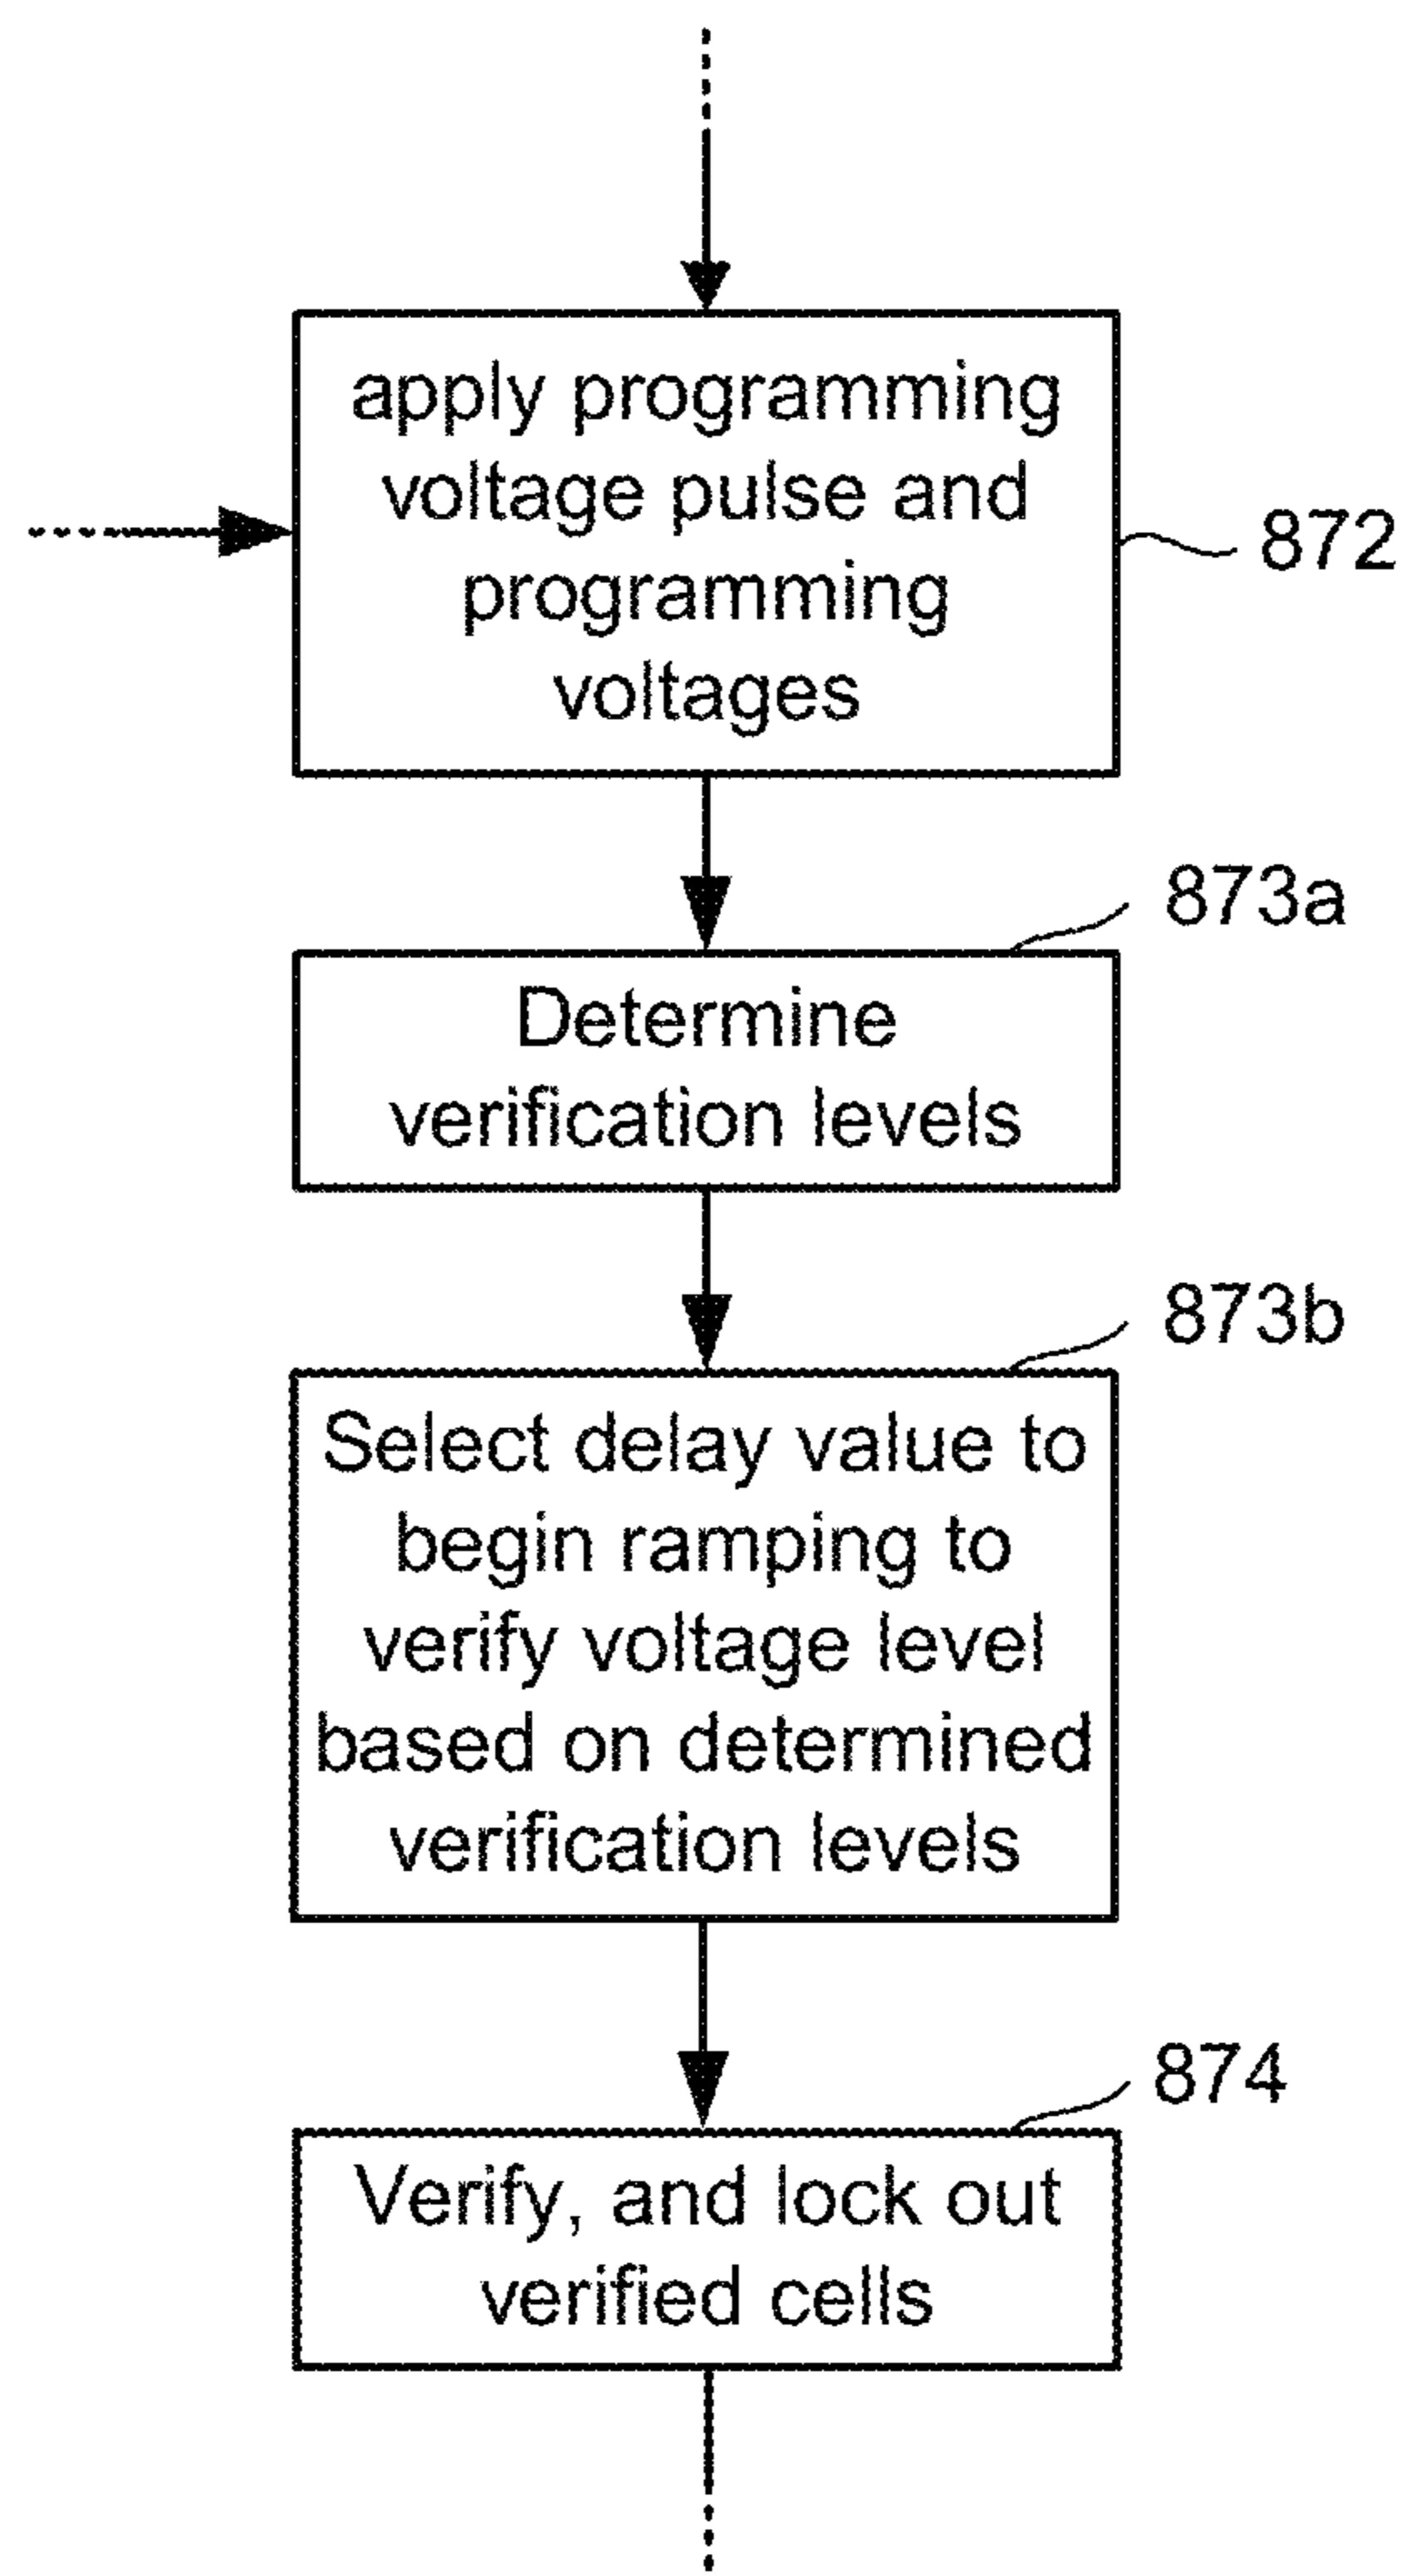 apply programming
voltage pulse and
programming
voltages
872
873a
Determine
verification levels
873b
Select delay value to
begin ramping to
verify voltage level
based on determined
verification levels
874
Verify, and lock out
verified cells